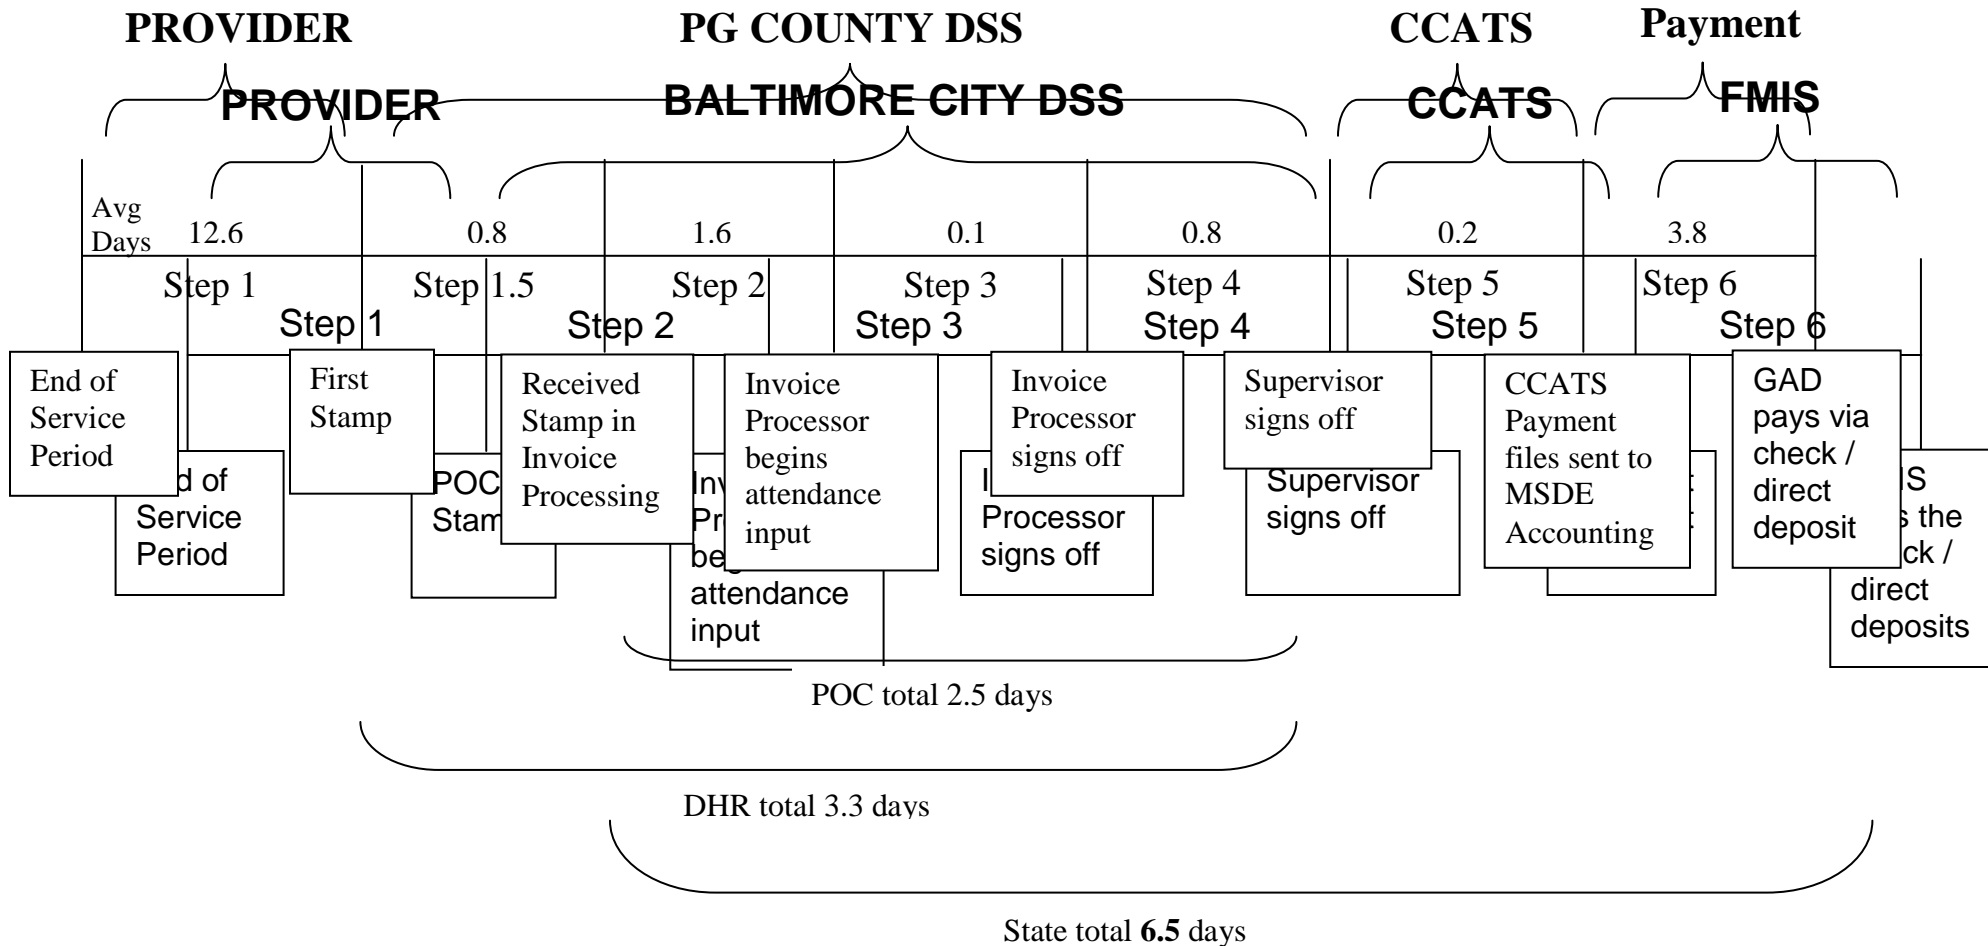 PROVIDER
PG COUNTY DSS
CCATS
Payment
PROVIDER
BALTIMORE CITY DSS
CCATS
FMIS
Avg
Days
12.6
0.8
1.6
0.1
0.8
0.2
3.8
Step 1
Step 1.5
Step 2
Step 3
Step 4
Step 5
Step 6
Step 1
Step 2
Step 3
Step 4
Step 5
Step 6
End of
Service
Period
First
Stamp
Received
Stamp in
Invoice
Processing
Invoice
Processor
begins
attendance
input
Invoice
Processor
signs off
Supervisor
signs off
CCATS
Payment
files sent to
MSDE
Accounting
GAD
pays via
check /
direct
deposit
of
Service
Period
POC
attendance
input
Processor
signs off
Supervisor
signs off
the
/
direct
deposits
POC total 2.5 days
DHR total 3.3 days
State total 6.5 days